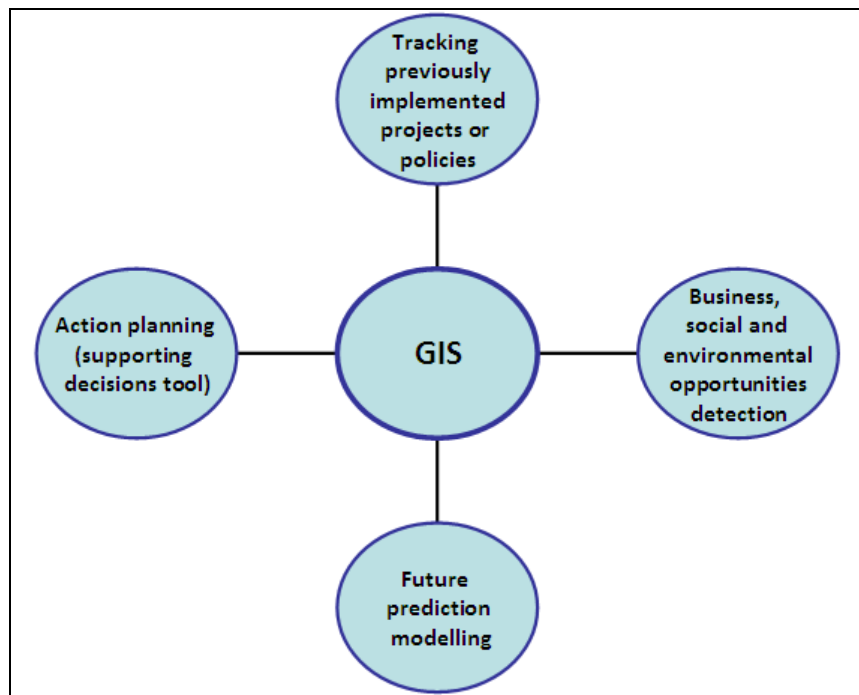 Tracking
previously
implemented
projects or
policies
Action planning
(supporting
decisions tool)
GIS
Business,
social and
environmental
opportunities
detection
Future
prediction
modelling